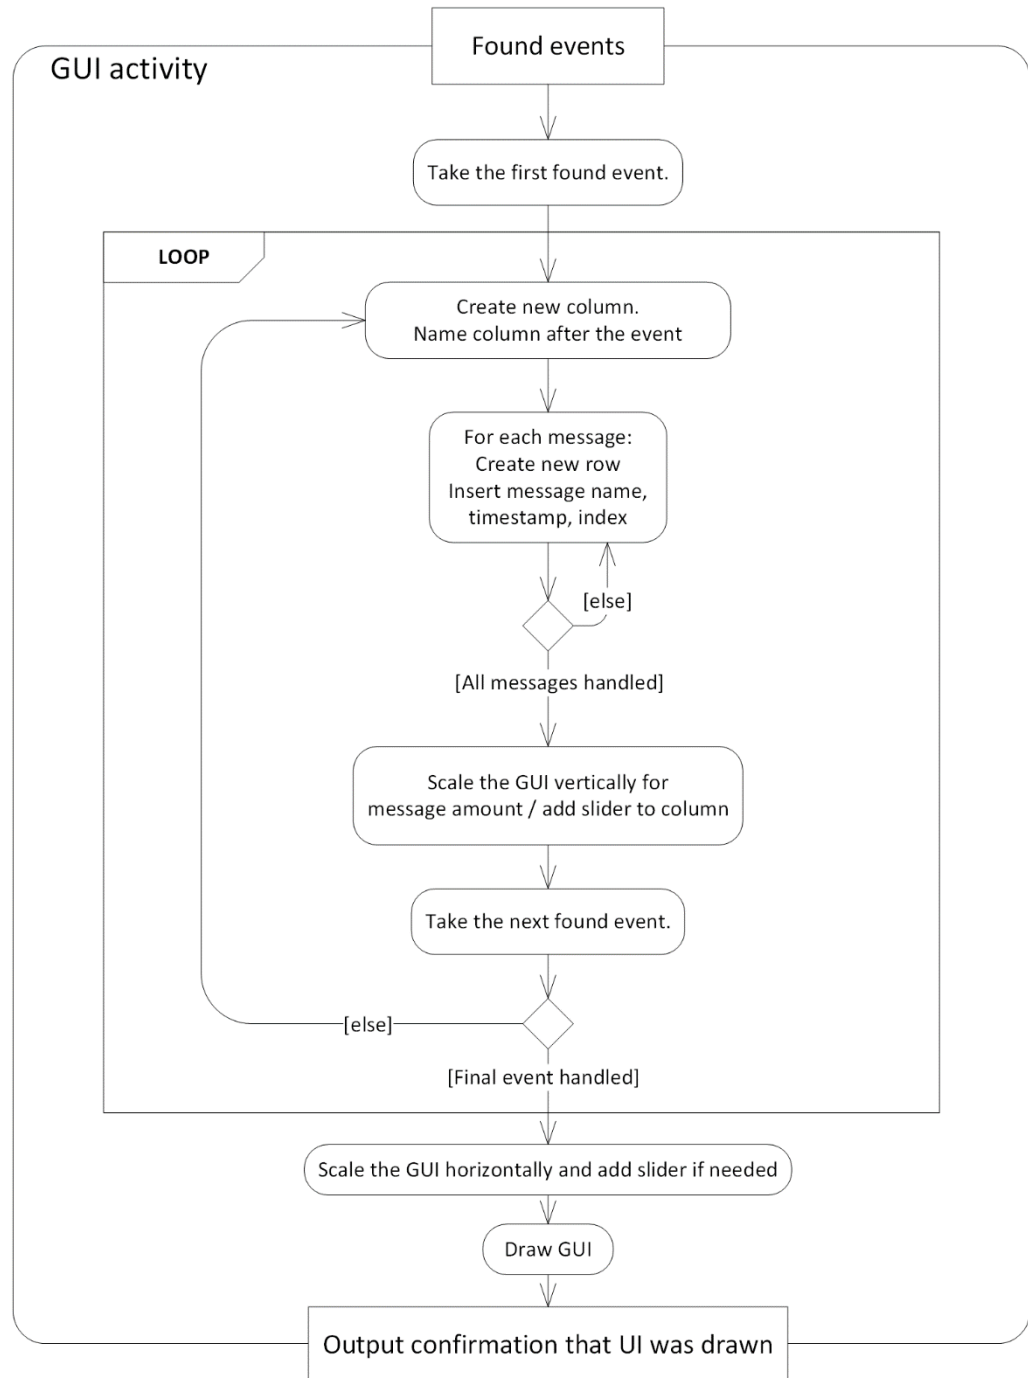 Found events
GUI activity
Take the first found event.
LOOP
Create new column.
Name column after the event
For each message:
Create new row
Insert message name,
timestamp, index
[else]
[All messages handled]
Scale the GUI vertically for
message amount / add slider to column
Take the next found event.
[else]
[Final event handled]
Scale the GUI horizontally and add slider if needed
Draw GUI
Output confirmation that UI was drawn